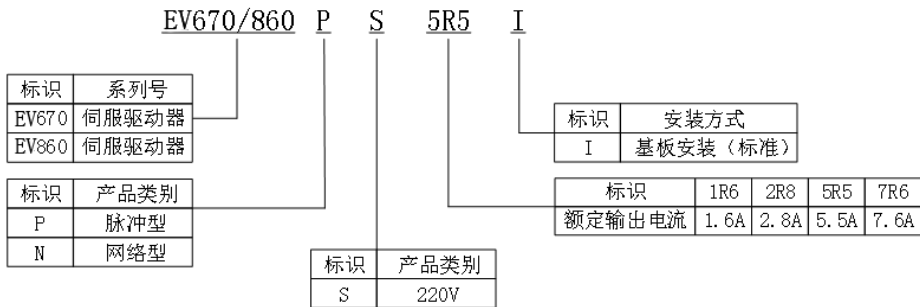 EV670/860 P S 5R5 I
标识 系列号
EV670 伺服驱动器
EV860 伺服驱动器
标识 安装方式
I 基板安装（标准）
标识 产品类别
P 脉冲型
N 网络型
标识 1R6 2R8 5R5 7R6
额定输出电流 1.6A 2.8A 5.5A 7.6A
标识 产品类别
S 220V